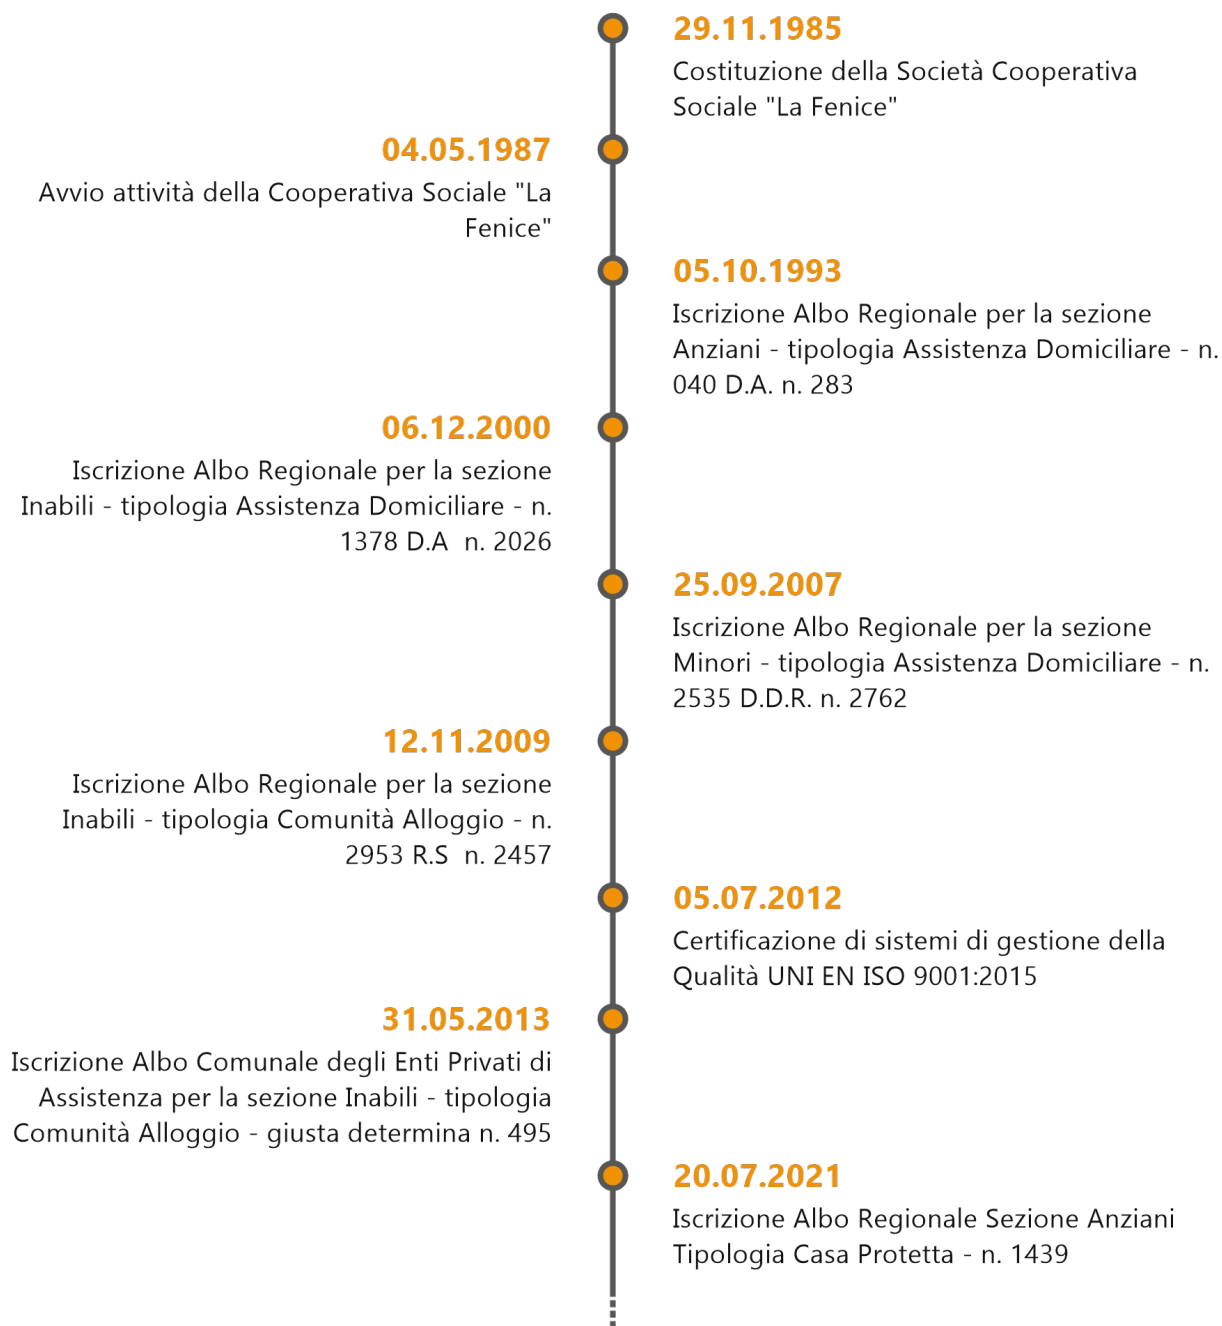 29.11.1985
Costituzione della Società Cooperativa
Sociale "La Fenice"
04.05.1987
Avvio attività della Cooperativa Sociale "La
Fenice"
05.10.1993
Iscrizione Albo Regionale per la sezione
Anziani - tipologia Assistenza Domiciliare - n.
040 D.A. n. 283
06.12.2000
Iscrizione Albo Regionale per la sezione
Inabili - tipologia Assistenza Domiciliare - n.
1378 D.A  n. 2026
25.09.2007
Iscrizione Albo Regionale per la sezione
Minori - tipologia Assistenza Domiciliare - n.
2535 D.D.R. n. 2762
12.11.2009
Iscrizione Albo Regionale per la sezione
Inabili - tipologia Comunità Alloggio - n.
2953 R.S  n. 2457
05.07.2012
Certificazione di sistemi di gestione della
Qualità UNI EN ISO 9001:2015
31.05.2013
Iscrizione Albo Comunale degli Enti Privati di
Assistenza per la sezione Inabili - tipologia
Comunità Alloggio - giusta determina n. 495
20.07.2021
Iscrizione Albo Regionale Sezione Anziani
Tipologia Casa Protetta - n. 1439